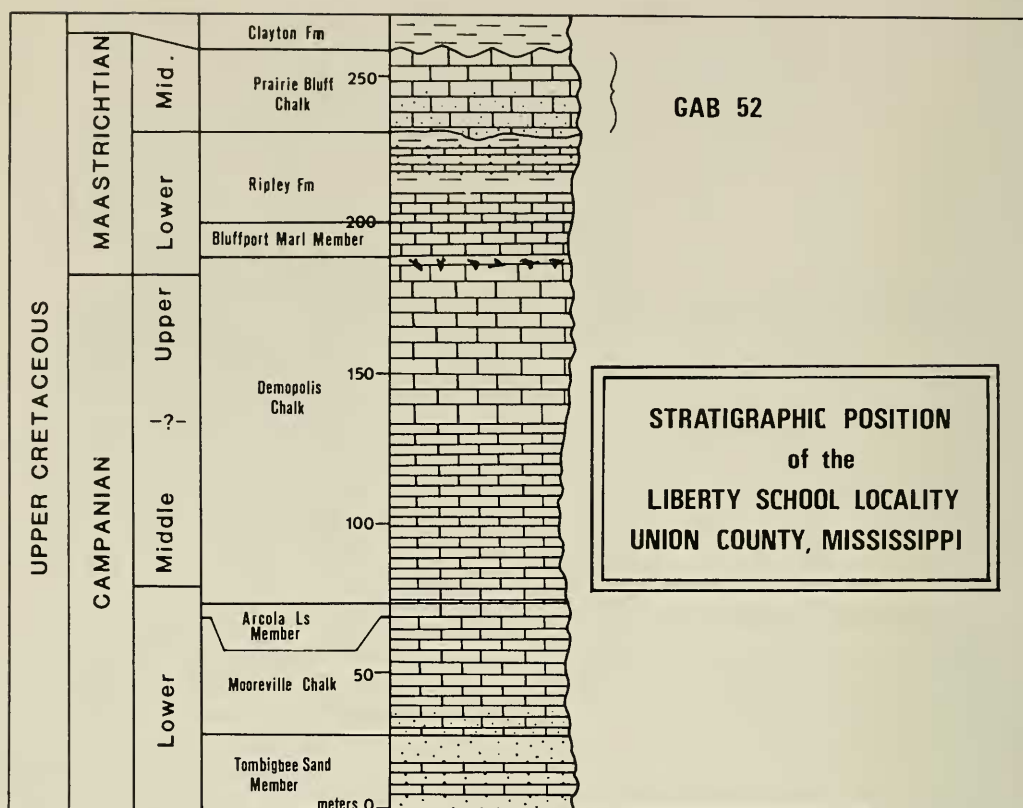 UPPER CRETACEOUS
MAASTRICHTIAN
CAMPANIAN
Mid.
Lower
Upper
-?-
Middle
Lower
Clayton Fm
Prairie Bluff
Chalk
Ripley Fm
Bluffport Marl Member
Demopolis
Chalk
Arcola Ls
Member
Mooreville Chalk
Tombigbee Sand
Member
250
200
150
100
50
meters 0
GAB 52
STRATIGRAPHIC POSITION
of the
LIBERTY SCHOOL LOCALITY
UNION COUNTY, MISSISSIPPI